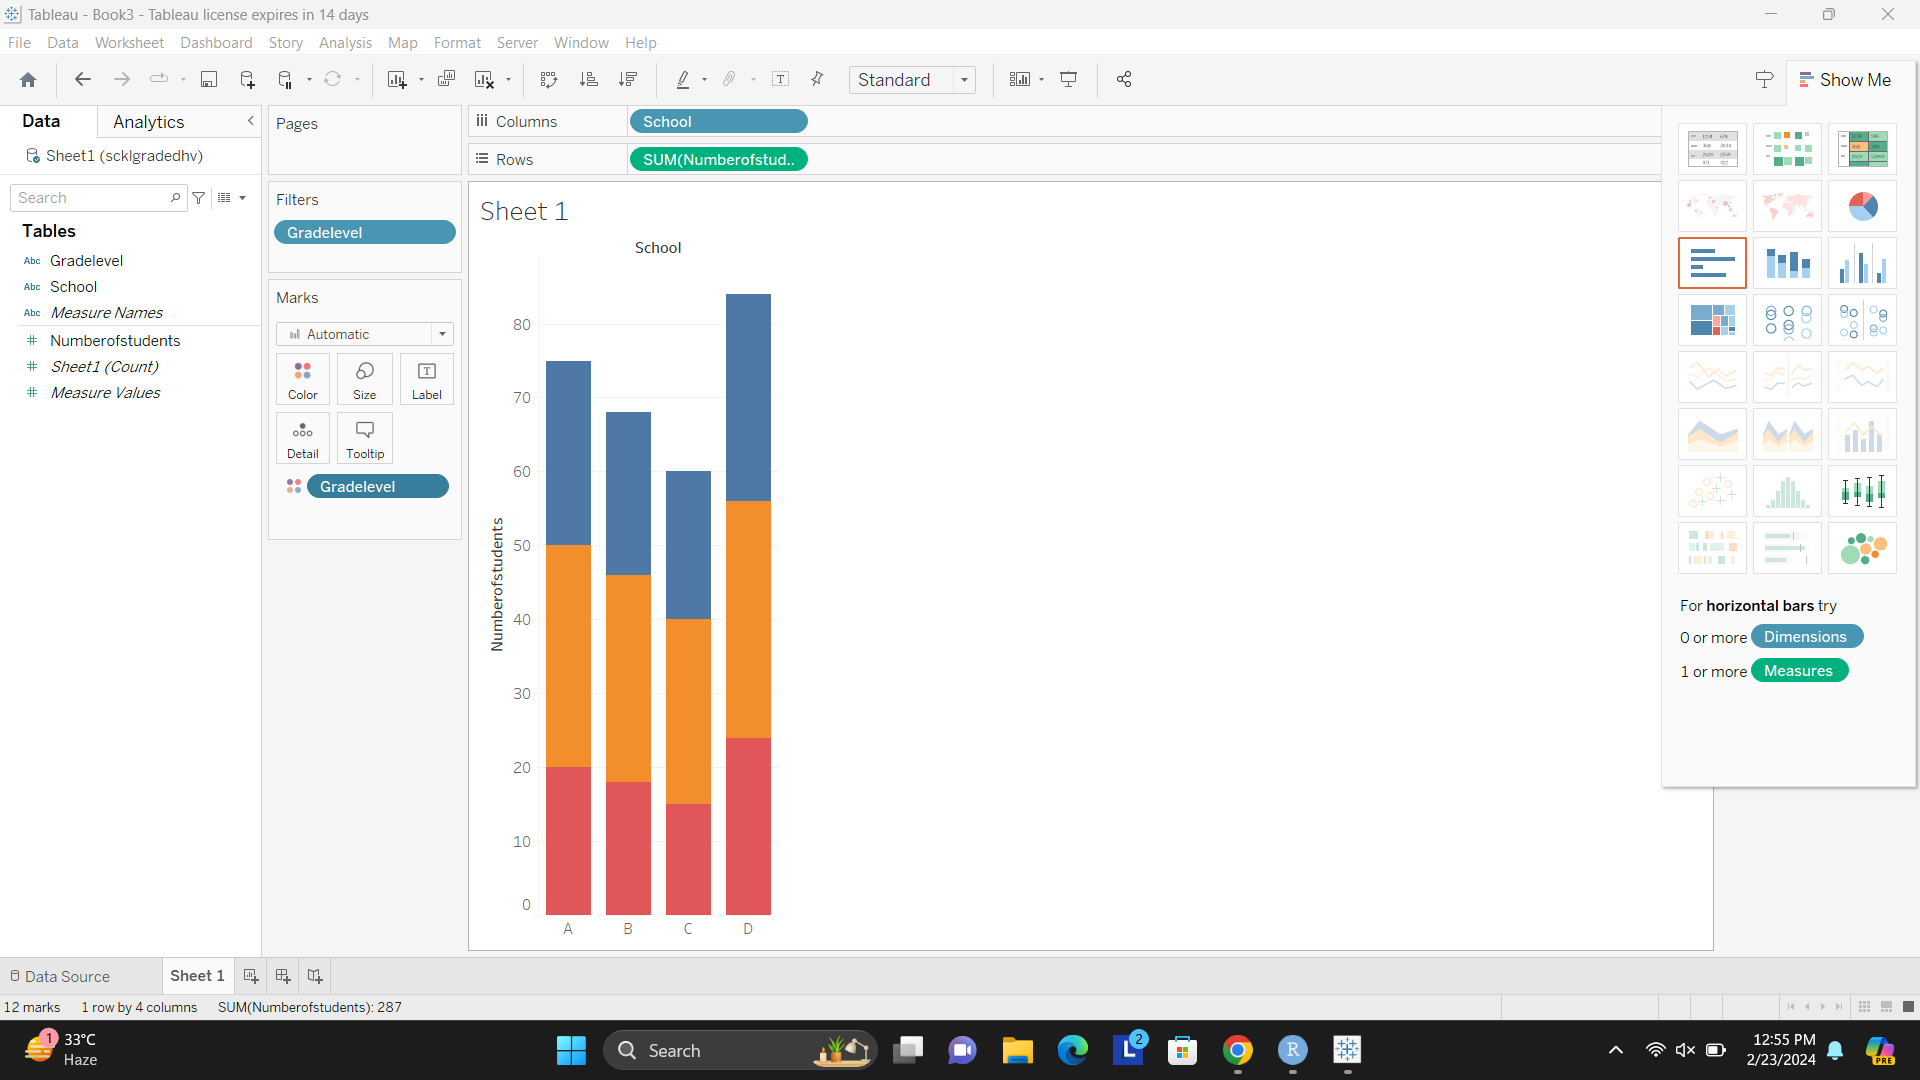 Tableau - Book3 - Tableau license expires in 14 days
File Data Worksheet Dashboard Story Analysis Map Format Server Window Help
Standard
Show Me
Data
Analytics
Sheet1 (scklgradedhv)
Search
Tables
Abc Gradelevel
Abc School
Abc Measure Names
# Numberofstudents
# Sheet1 (Count)
# Measure Values
Pages
Filters
Gradelevel
Marks
Automatic
Color
Size
Label
Detail
Tooltip
Gradelevel
Columns
School
Rows
SUM(Numberofstud..
Sheet 1
School
Numberofstudents
80
70
60
50
40
30
20
10
0
A B C D
For horizontal bars try
0 or more Dimensions
1 or more Measures
Data Source
Sheet 1
12 marks 1 row by 4 columns SUM(Numberofstudents): 287
1
33°C
Haze
Search
2
12:55 PM
2/23/2024
PRE